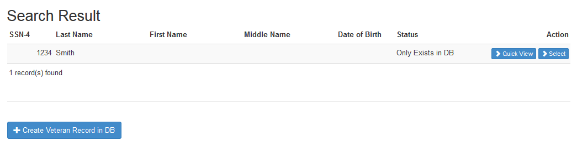 Search Result
SSN-4 Last Name First Name Middle Name Date of Birth Status Action
1234 Smith Only Exists in DB Quick View Select
1 record(s) found
Create Veteran Record in DB